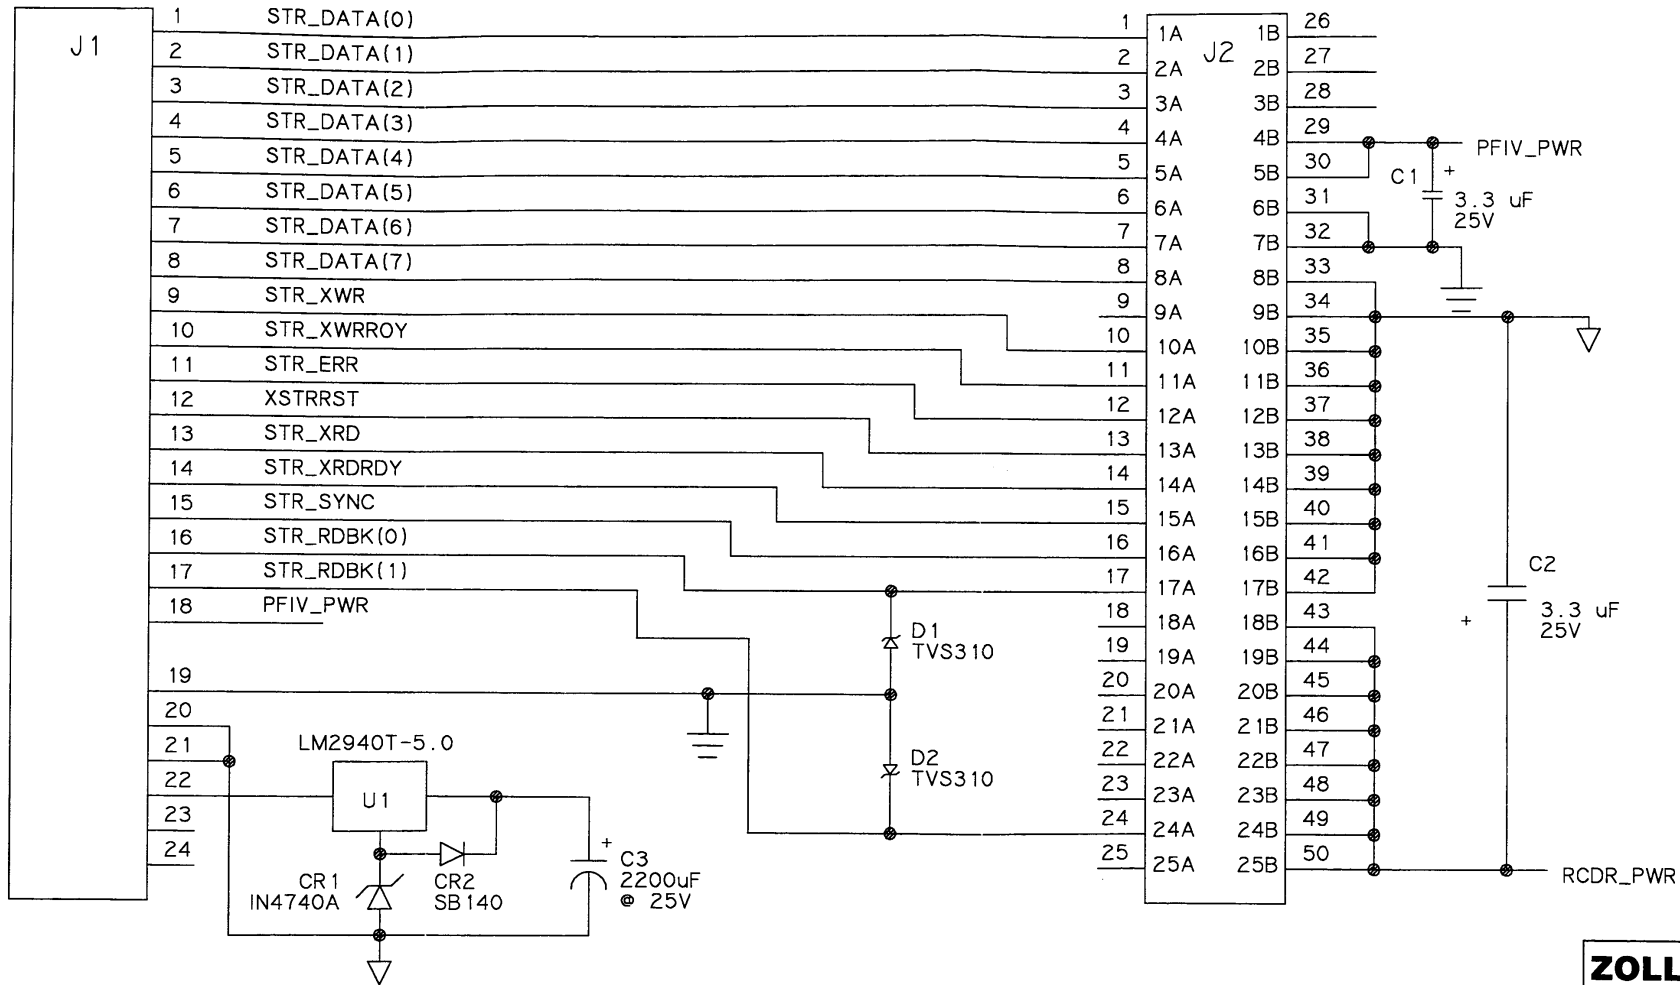 J1
1 STR_DATA(0)
2 STR_DATA(1)
3 STR_DATA(2)
4 STR_DATA(3)
5 STR_DATA(4)
6 STR_DATA(5)
7 STR_DATA(6)
8 STR_DATA(7)
9 STR_XWR
10 STR_XWRROY
11 STR_ERR
12 XSTRRST
13 STR_XRD
14 STR_XRDRDY
15 STR_SYNC
16 STR_RDBK(0)
17 STR_RDBK(1)
18 PFIV_PWR
19
20
21
22
23
24
LM2940T-5.0
U1
CR1
IN4740A
CR2
SB140
+
C3
2200uF
@ 25V
D1
TVS310
D2
TVS310
J2
1 1A 1B 26
2 2A 2B 27
3 3A 3B 28
4 4A 4B 29
5 5A 5B 30
6 6A 6B 31
7 7A 7B 32
8 8A 8B 33
9 9A 9B 34
10 10A 10B 35
11 11A 11B 36
12 12A 12B 37
13 13A 13B 38
14 14A 14B 39
15 15A 15B 40
16 16A 16B 41
17 17A 17B 42
18 18A 18B 43
19 19A 19B 44
20 20A 20B 45
21 21A 21B 46
22 22A 22B 47
23 23A 23B 48
24 24A 24B 49
25 25A 25B 50
PFIV_PWR
C1 +
3.3 uF
25V
C2
+ 3.3 uF
25V
RCDR_PWR
ZOLL